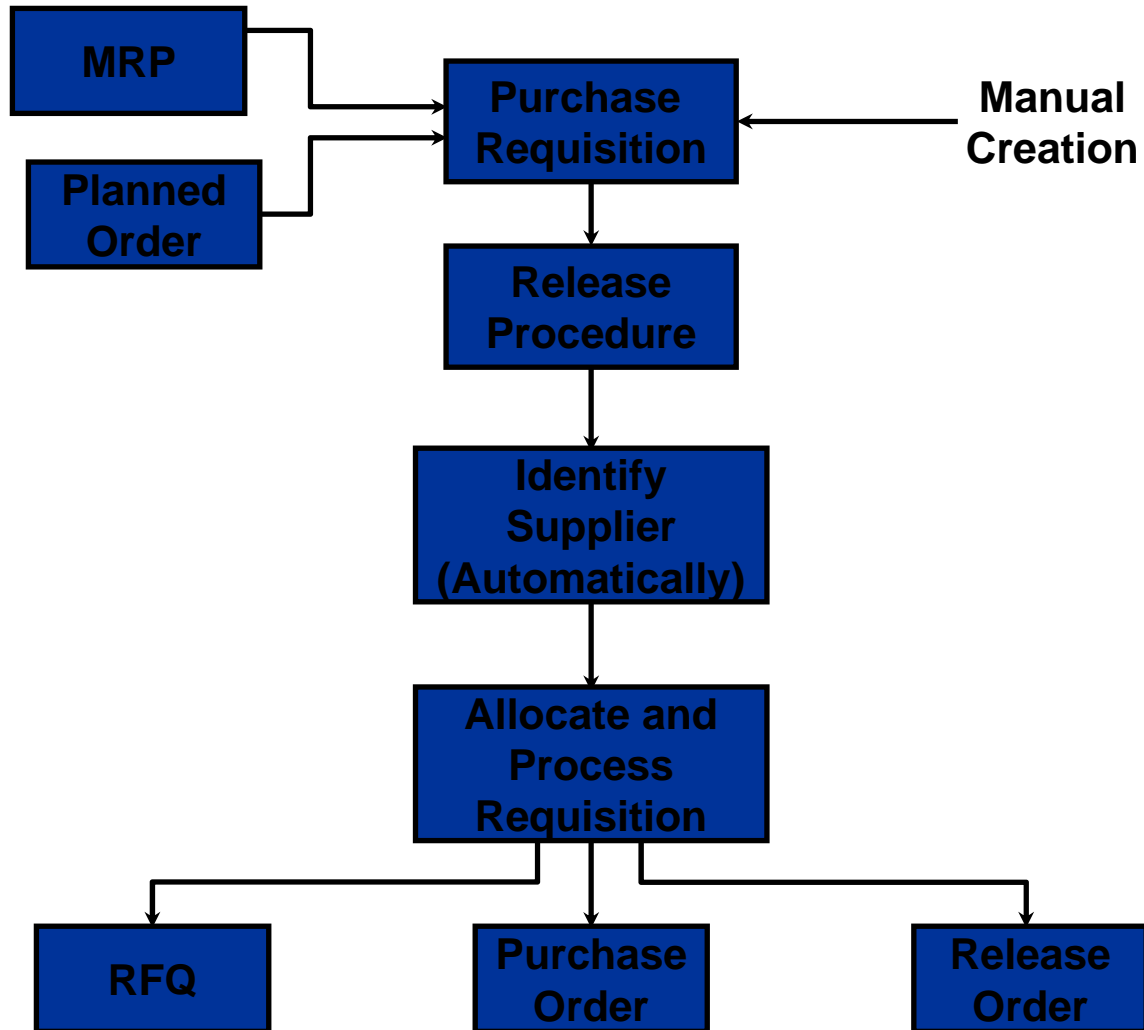 MRP
Purchase
Requisition
Manual
Creation
Planned
Order
Release
Procedure
Identify
Supplier
(Automatically)
Allocate and
Process
Requisition
RFQ
Purchase
Order
Release
Order